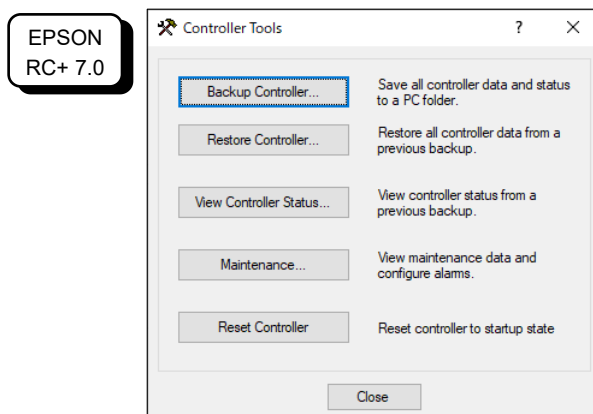 EPSON
RC+ 7.0
Controller Tools
?
Backup Controller...
Save all controller data and status
to a PC folder.
Restore Controller...
Restore all controller data from a
previous backup.
View Controller Status...
View controller status from a
previous backup.
Maintenance...
View maintenance data and
configure alarms.
Reset Controller
Reset controller to startup state
Close